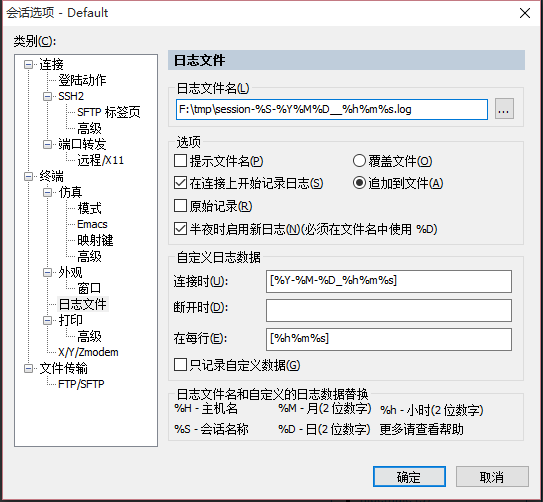 会话选项 - Default
类别(C):
连接
登陆动作
SSH2
SFTP 标签页
高级
端口转发
远程/X11
终端
仿真
模式
Emacs
映射键
高级
外观
窗口
日志文件
打印
高级
X/Y/Zmodem
文件传输
FTP/SFTP
日志文件
日志文件名(L)
F:\tmp\session-%S-%Y%M%D__%h%m%s.log
...
选项
提示文件名(P)
覆盖文件(O)
在连接上开始记录日志(S)
追加到文件(A)
原始记录(R)
半夜时启用新日志(N)(必须在文件名中使用 %D)
自定义日志数据
连接时(U):
[%Y-%M-%D_%h%m%s]
断开时(D):
在每行(E):
[%h%m%s]
只记录自定义数据(G)
日志文件名和自定义的日志数据替换
%H - 主机名
%M - 月(2 位数字)
%h - 小时(2 位数字)
%S - 会话名称
%D - 日(2 位数字)
更多请查看帮助
确定
取消